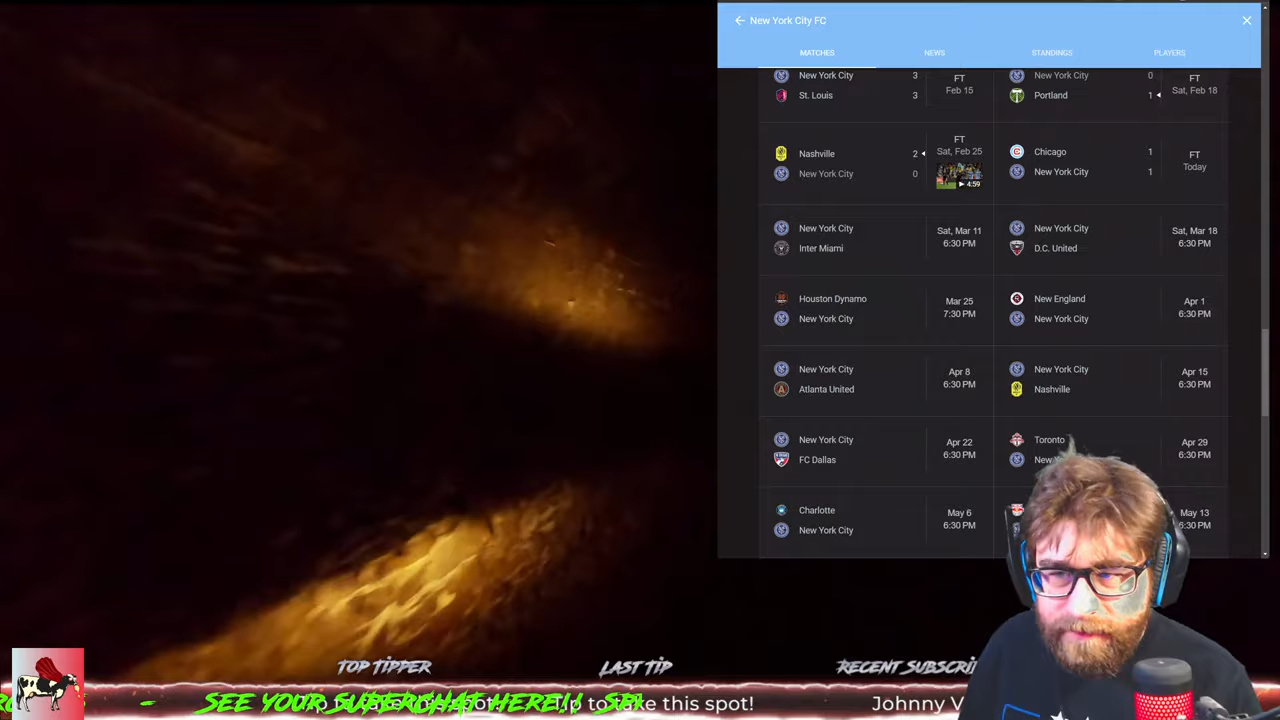 New York City FC
MATCHES NEWS STANDINGS PLAYERS
New York City 3
St. Louis 3
FT
Feb 15
New York City 0
Portland 1
FT
Sat, Feb 18
Nashville 2
New York City 0
FT
Sat, Feb 25
4:59
Chicago 1
New York City 1
FT
Today
New York City
Inter Miami
Sat, Mar 11
6:30 PM
New York City
D.C. United
Sat, Mar 18
6:30 PM
Houston Dynamo
New York City
Mar 25
7:30 PM
New England
New York City
Apr 1
6:30 PM
New York City
Atlanta United
Apr 8
6:30 PM
New York City
Nashville
Apr 15
6:30 PM
New York City
FC Dallas
Apr 22
6:30 PM
Toronto
Apr 29
6:30 PM
Charlotte
New York City
May 6
6:30 PM
May 13
6:30 PM
TOP TIPPER LAST TIP RECENT SUBSCRI
- SEE YOUR SUPERCHAT HERE!! -
this spot! Johnny V